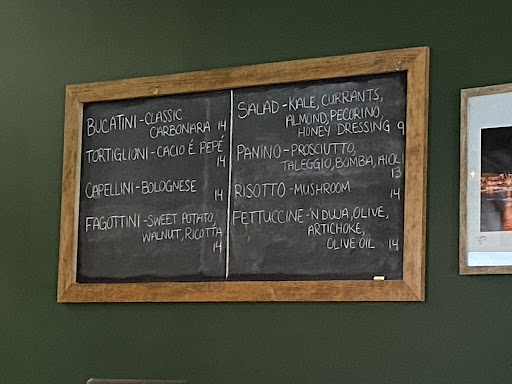 BUCATINI - CLASSIC
CARBONARA 14
TORTIGLIONI - CACIO É PEPÉ
14
CAPELLINI - BOLOGNESE 14
FAGOTTINI - SWEET POTATO,
WALNUT, RICOTTA
14
SALAD - KALE, CURRANTS,
ALMOND, PECORINO,
HONEY DRESSING 9
PANINO - PROSCIUTTO,
TALEGGIO, BOMBA, AIOLI
13
RISOTTO - MUSHROOM 14
FETTUCCINE - NDUJA, OLIVE,
ARTICHOKE,
OLIVE OIL 14